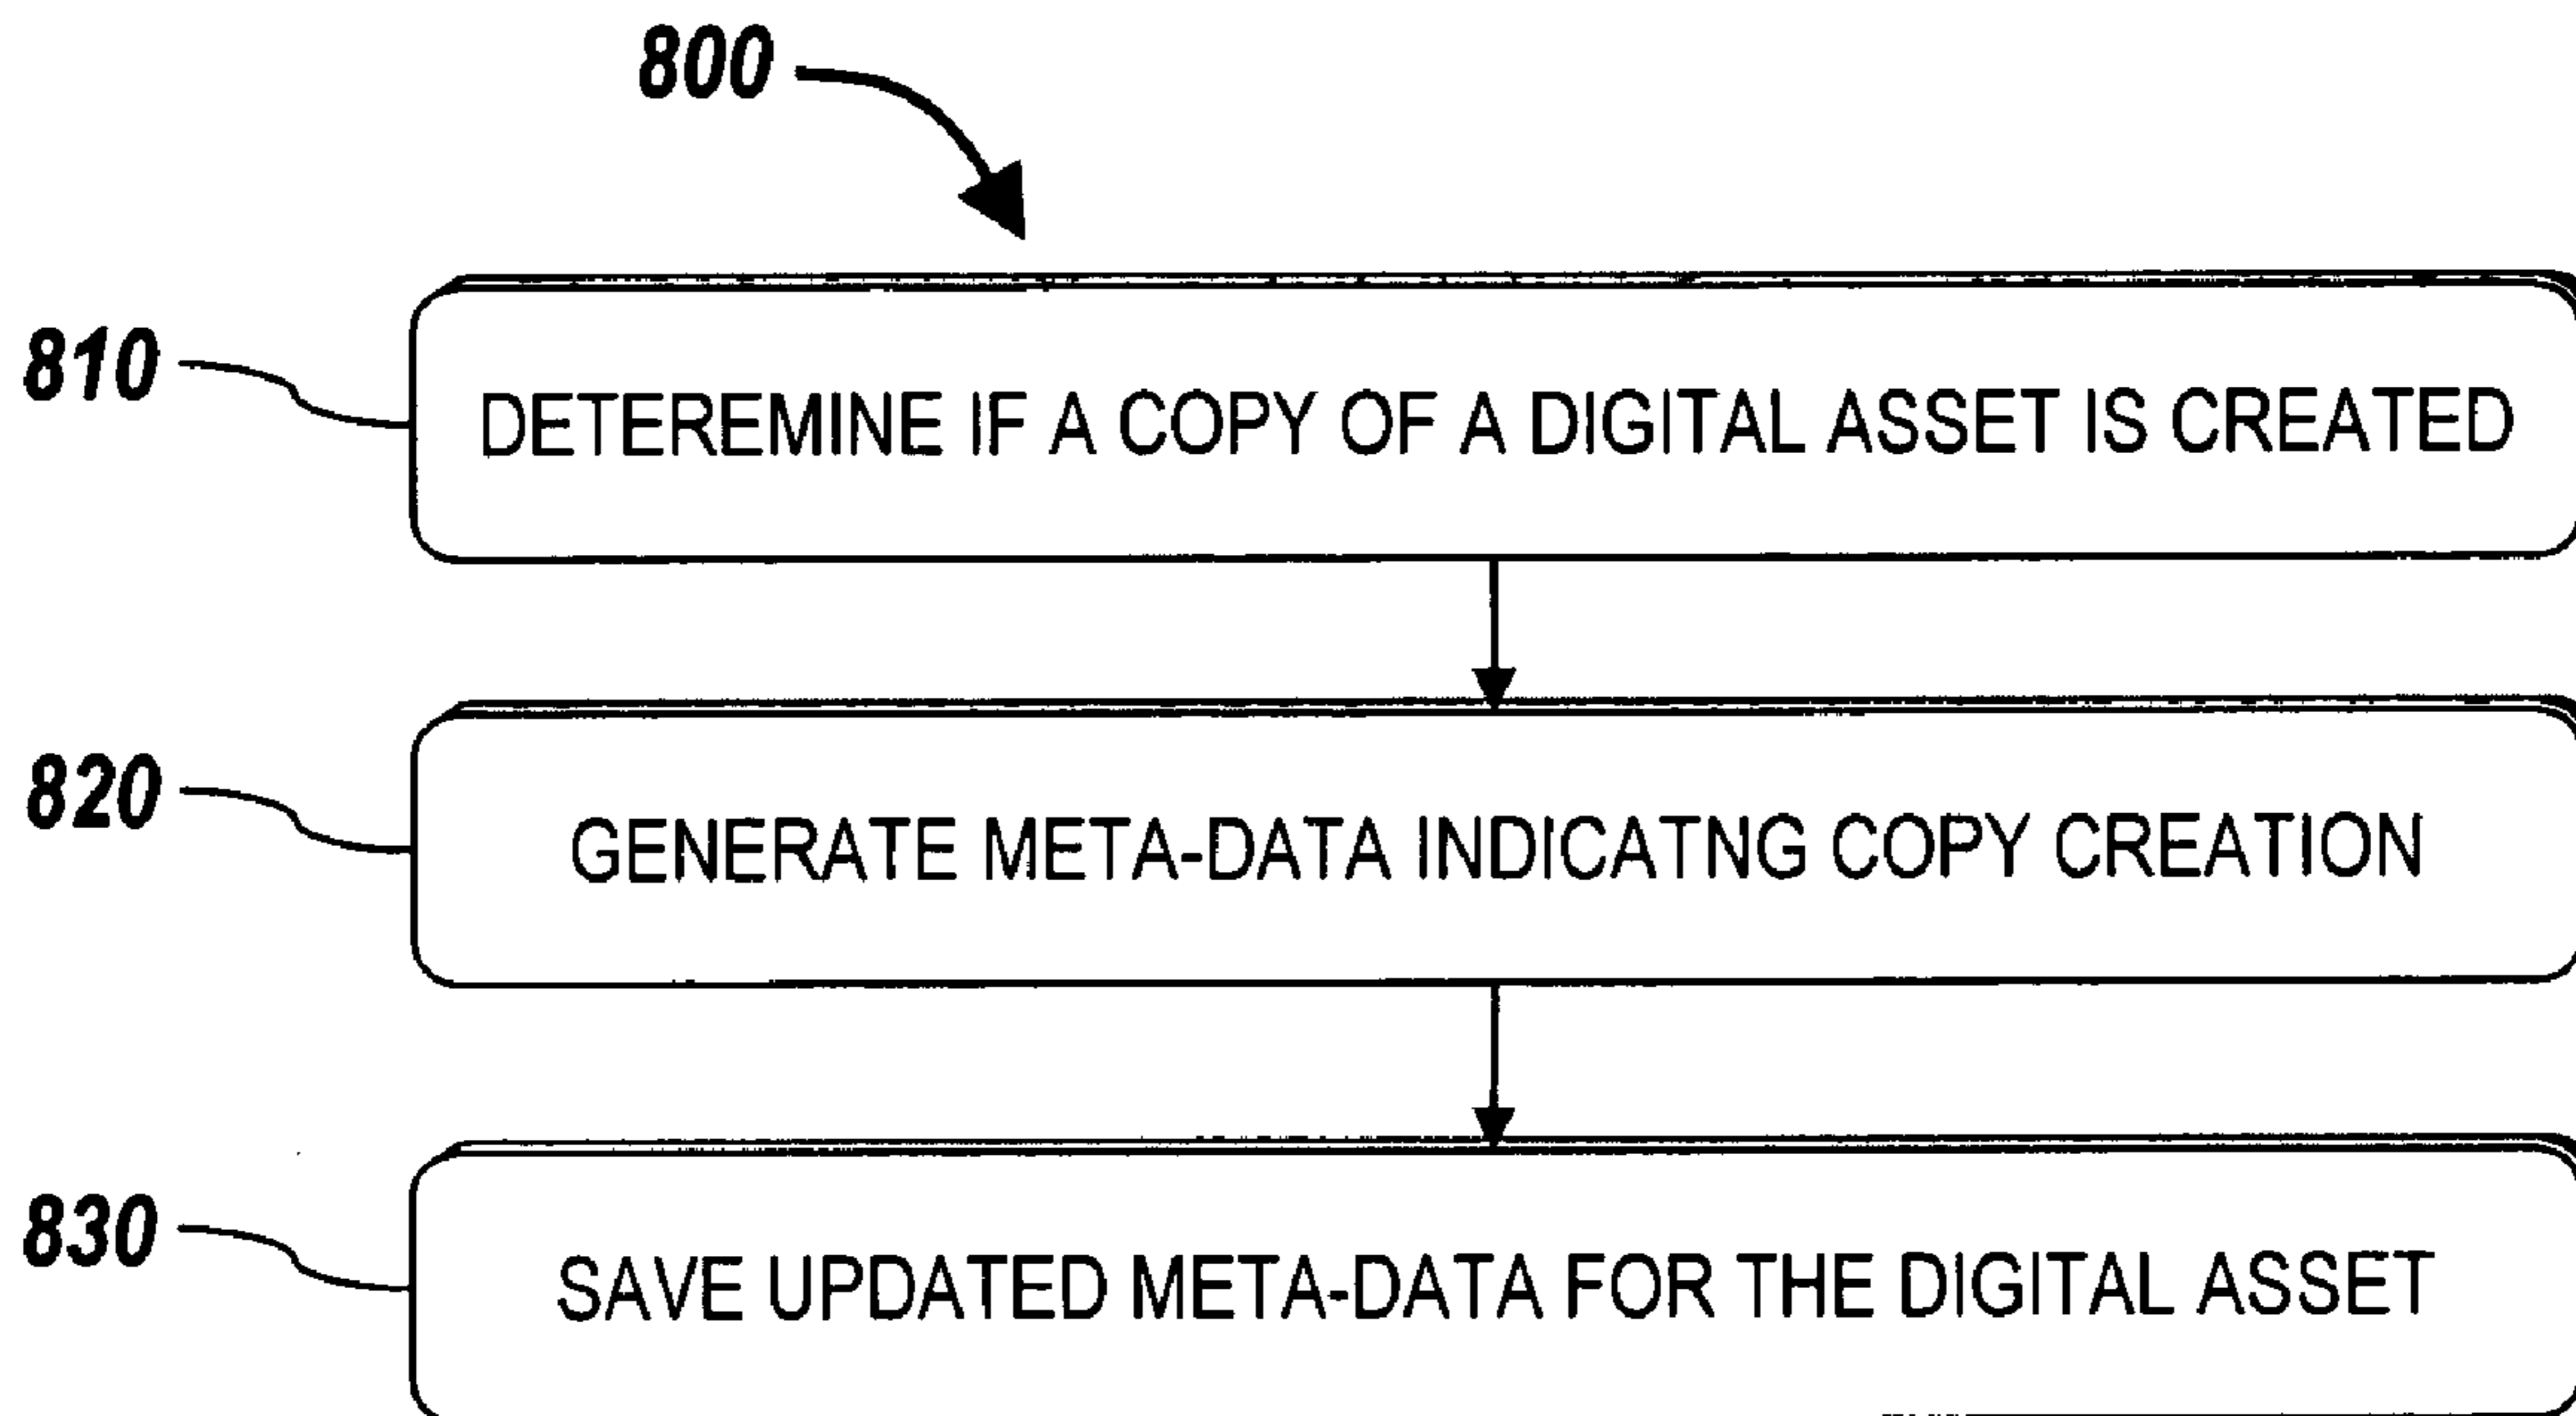 800
810
DETEREMINE IF A COPY OF A DIGITAL ASSET IS CREATED
820
GENERATE META-DATA INDICATNG COPY CREATION
830
SAVE UPDATED META-DATA FOR THE DIGITAL ASSET